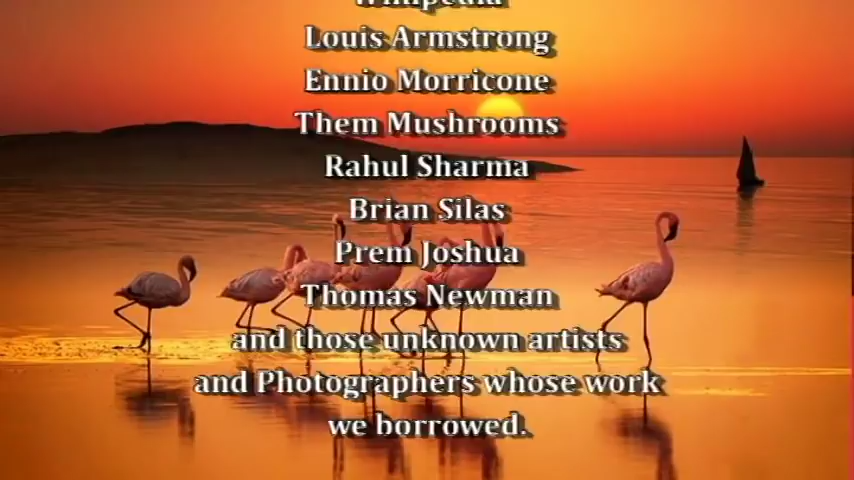 Louis Armstrong
Ennio Morricone
Them Mushrooms
Rahul Sharma
Brian Silas
Prem Joshua
Thomas Newman
and those unknown artists
and Photographers whose work
we borrowed.